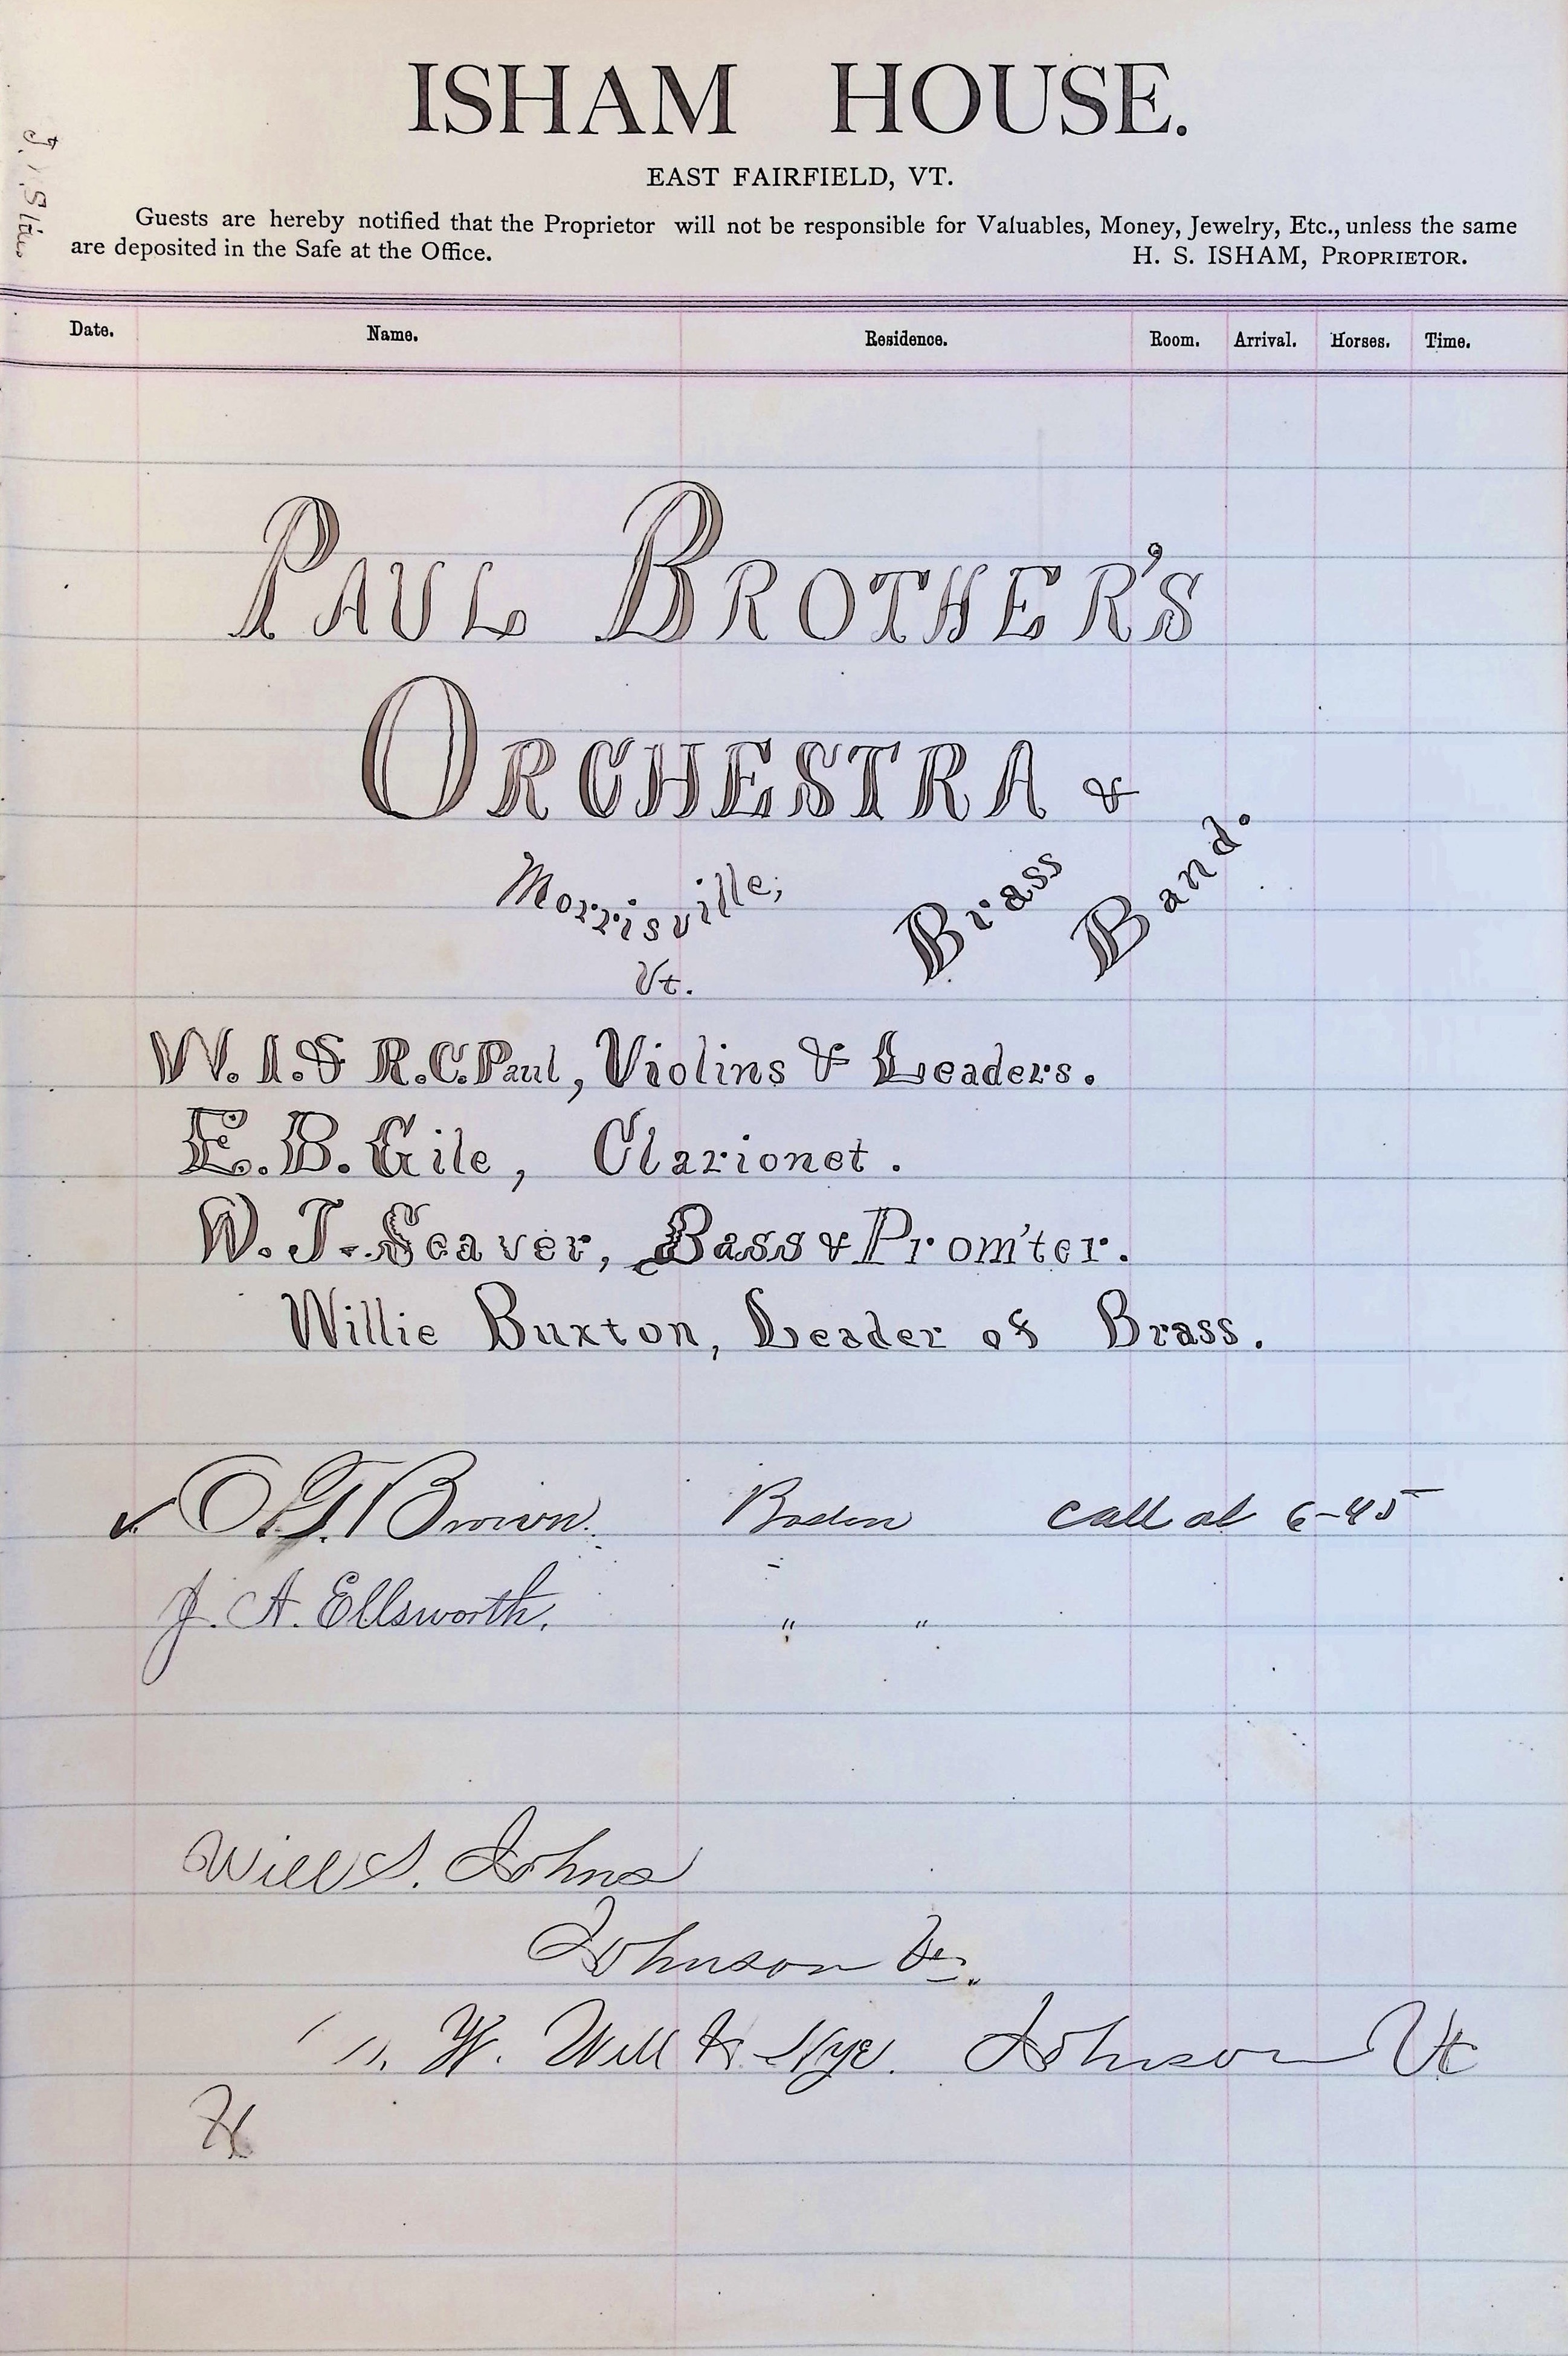 ISHAM HOUSE.
EAST FAIRFIELD, VT.
Guests are hereby notified that the Proprietor will not be responsible for Valuables, Money, Jewelry, Etc., unless the same
are deposited in the Safe at the Office.
H. S. ISHAM, PROPRIETOR.
Date. Name. Residence. Room. Arrival. Horses. Time.
PAUL BROTHER'S
ORCHESTRA &
Brass Band.
Morrisville,
Vt.
W. I. & R. C. Paul, Violins & Leaders.
E. B. Gile, Clarionet.
W. J. Seaver, Bass & Prom'ter.
Willie Buxton, Leader of Brass.
Brown. Boston call at 6-45
J. A. Ellsworth. " "
Will S. Johns
Johnson
W. Will Nye. Johnson Vt
H